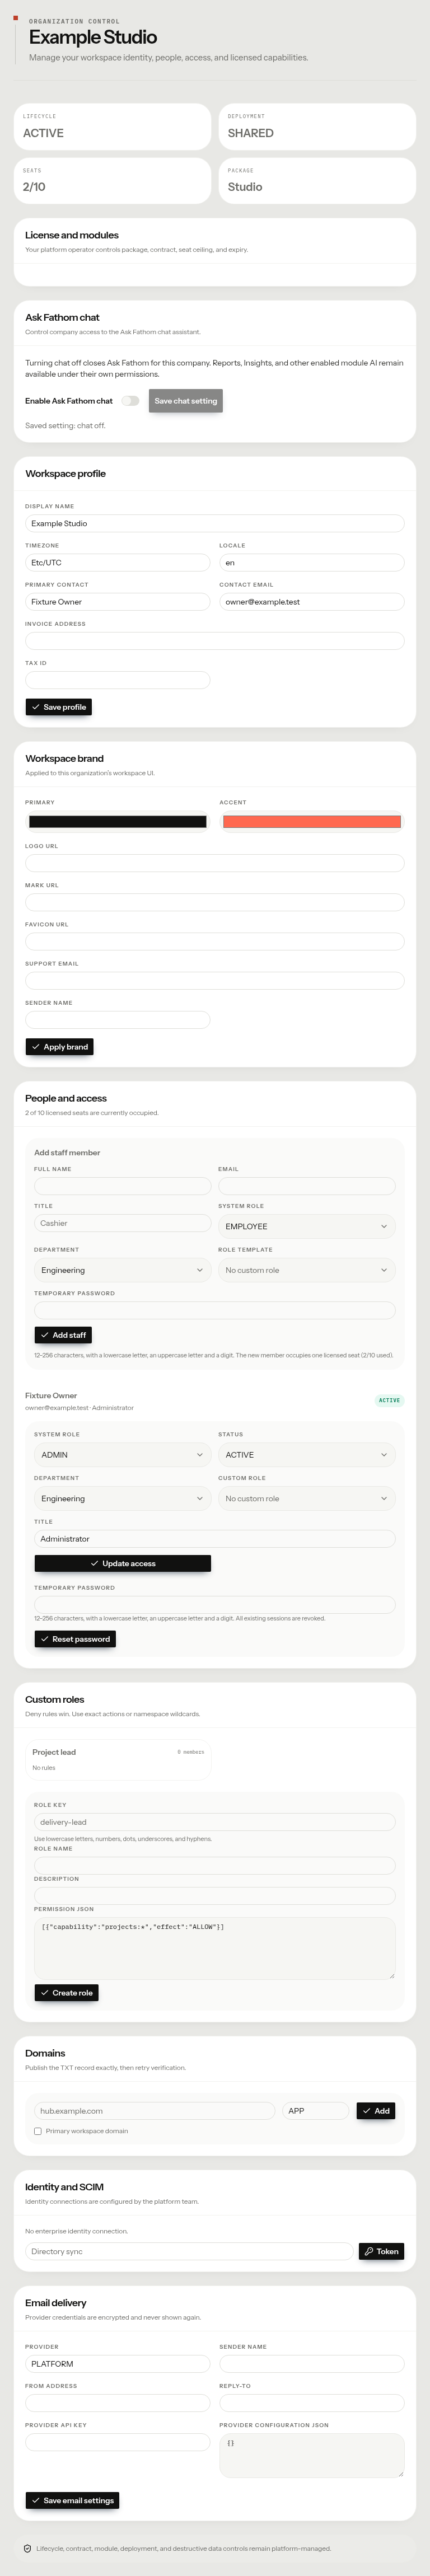 ORGANIZATION CONTROL
Example Studio
Manage your workspace identity, people, access, and licensed capabilities.
LIFECYCLE
ACTIVE
DEPLOYMENT
SHARED
SEATS
2/10
PACKAGE
Studio
License and modules
Your platform operator controls package, contract, seat ceiling, and expiry.
Ask Fathom chat
Control company access to the Ask Fathom chat assistant.
Turning chat off closes Ask Fathom for this company. Reports, Insights, and other enabled module AI remain
available under their own permissions.
Enable Ask Fathom chat
Save chat setting
Saved setting: chat off.
Workspace profile
DISPLAY NAME
Example Studio
TIMEZONE
LOCALE
Etc/UTC
en
PRIMARY CONTACT
CONTACT EMAIL
Fixture Owner
owner@example.test
INVOICE ADDRESS
TAX ID
Save profile
Workspace brand
Applied to this organization's workspace UI.
PRIMARY
ACCENT
LOGO URL
MARK URL
FAVICON URL
SUPPORT EMAIL
SENDER NAME
Apply brand
People and access
2 of 10 licensed seats are currently occupied.
Add staff member
FULL NAME
EMAIL
TITLE
SYSTEM ROLE
Cashier
EMPLOYEE
DEPARTMENT
ROLE TEMPLATE
Engineering
No custom role
TEMPORARY PASSWORD
Add staff
12–256 characters, with a lowercase letter, an uppercase letter and a digit. The new member occupies one licensed seat (2/10 used).
Fixture Owner
owner@example.test · Administrator
ACTIVE
SYSTEM ROLE
STATUS
ADMIN
ACTIVE
DEPARTMENT
CUSTOM ROLE
Engineering
No custom role
TITLE
Administrator
Update access
TEMPORARY PASSWORD
12–256 characters, with a lowercase letter, an uppercase letter and a digit. All existing sessions are revoked.
Reset password
Custom roles
Deny rules win. Use exact actions or namespace wildcards.
Project lead
0 members
No rules
ROLE KEY
delivery-lead
Use lowercase letters, numbers, dots, underscores, and hyphens.
ROLE NAME
DESCRIPTION
PERMISSION JSON
[{"capability":"projects:*","effect":"ALLOW"}]
Create role
Domains
Publish the TXT record exactly, then retry verification.
hub.example.com
APP
Add
Primary workspace domain
Identity and SCIM
Identity connections are configured by the platform team.
No enterprise identity connection.
Directory sync
Token
Email delivery
Provider credentials are encrypted and never shown again.
PROVIDER
SENDER NAME
PLATFORM
FROM ADDRESS
REPLY-TO
PROVIDER API KEY
PROVIDER CONFIGURATION JSON
{}
Save email settings
Lifecycle, contract, module, deployment, and destructive data controls remain platform-managed.